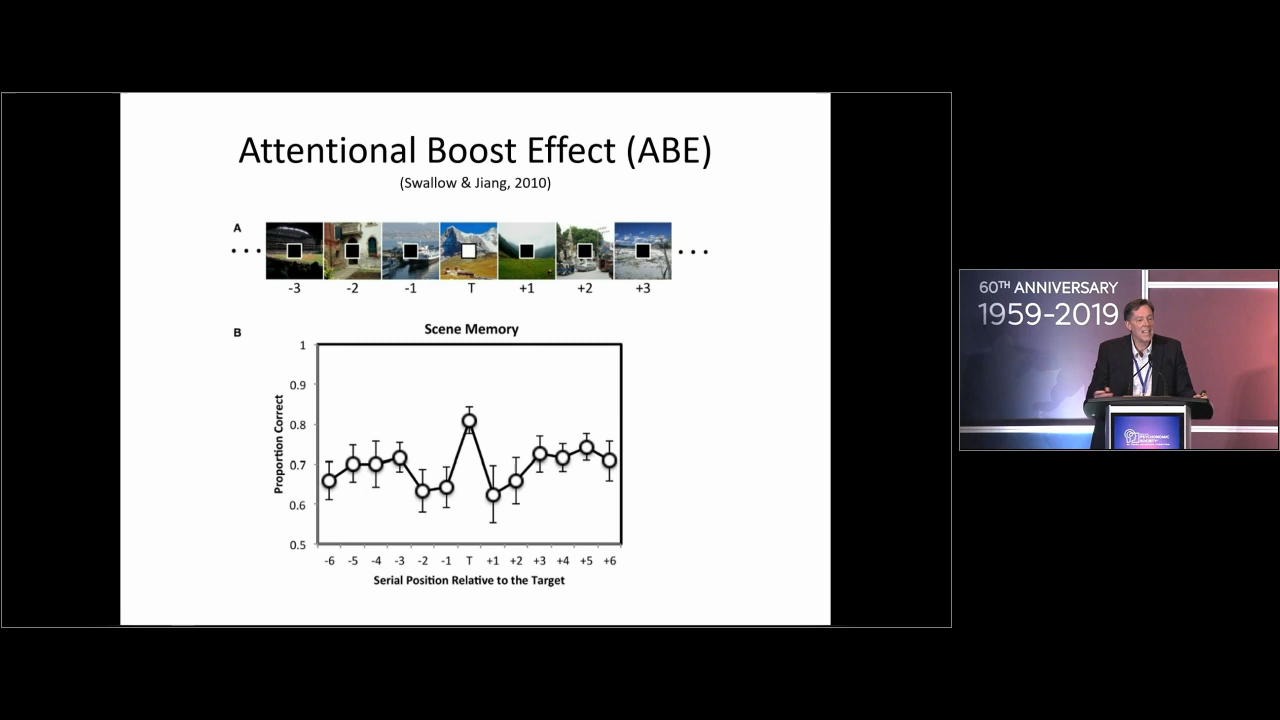 Attentional Boost Effect (ABE)
(Swallow & Jiang, 2010)
A
-3 -2 -1 T +1 +2 +3
B
Scene Memory
1
0.9
0.8
0.7
0.6
0.5
Proportion Correct
-6 -5 -4 -3 -2 -1 T +1 +2 +3 +4 +5 +6
Serial Position Relative to the Target
60TH ANNIVERSARY
1959-2019
PSYCHONOMIC
SOCIETY